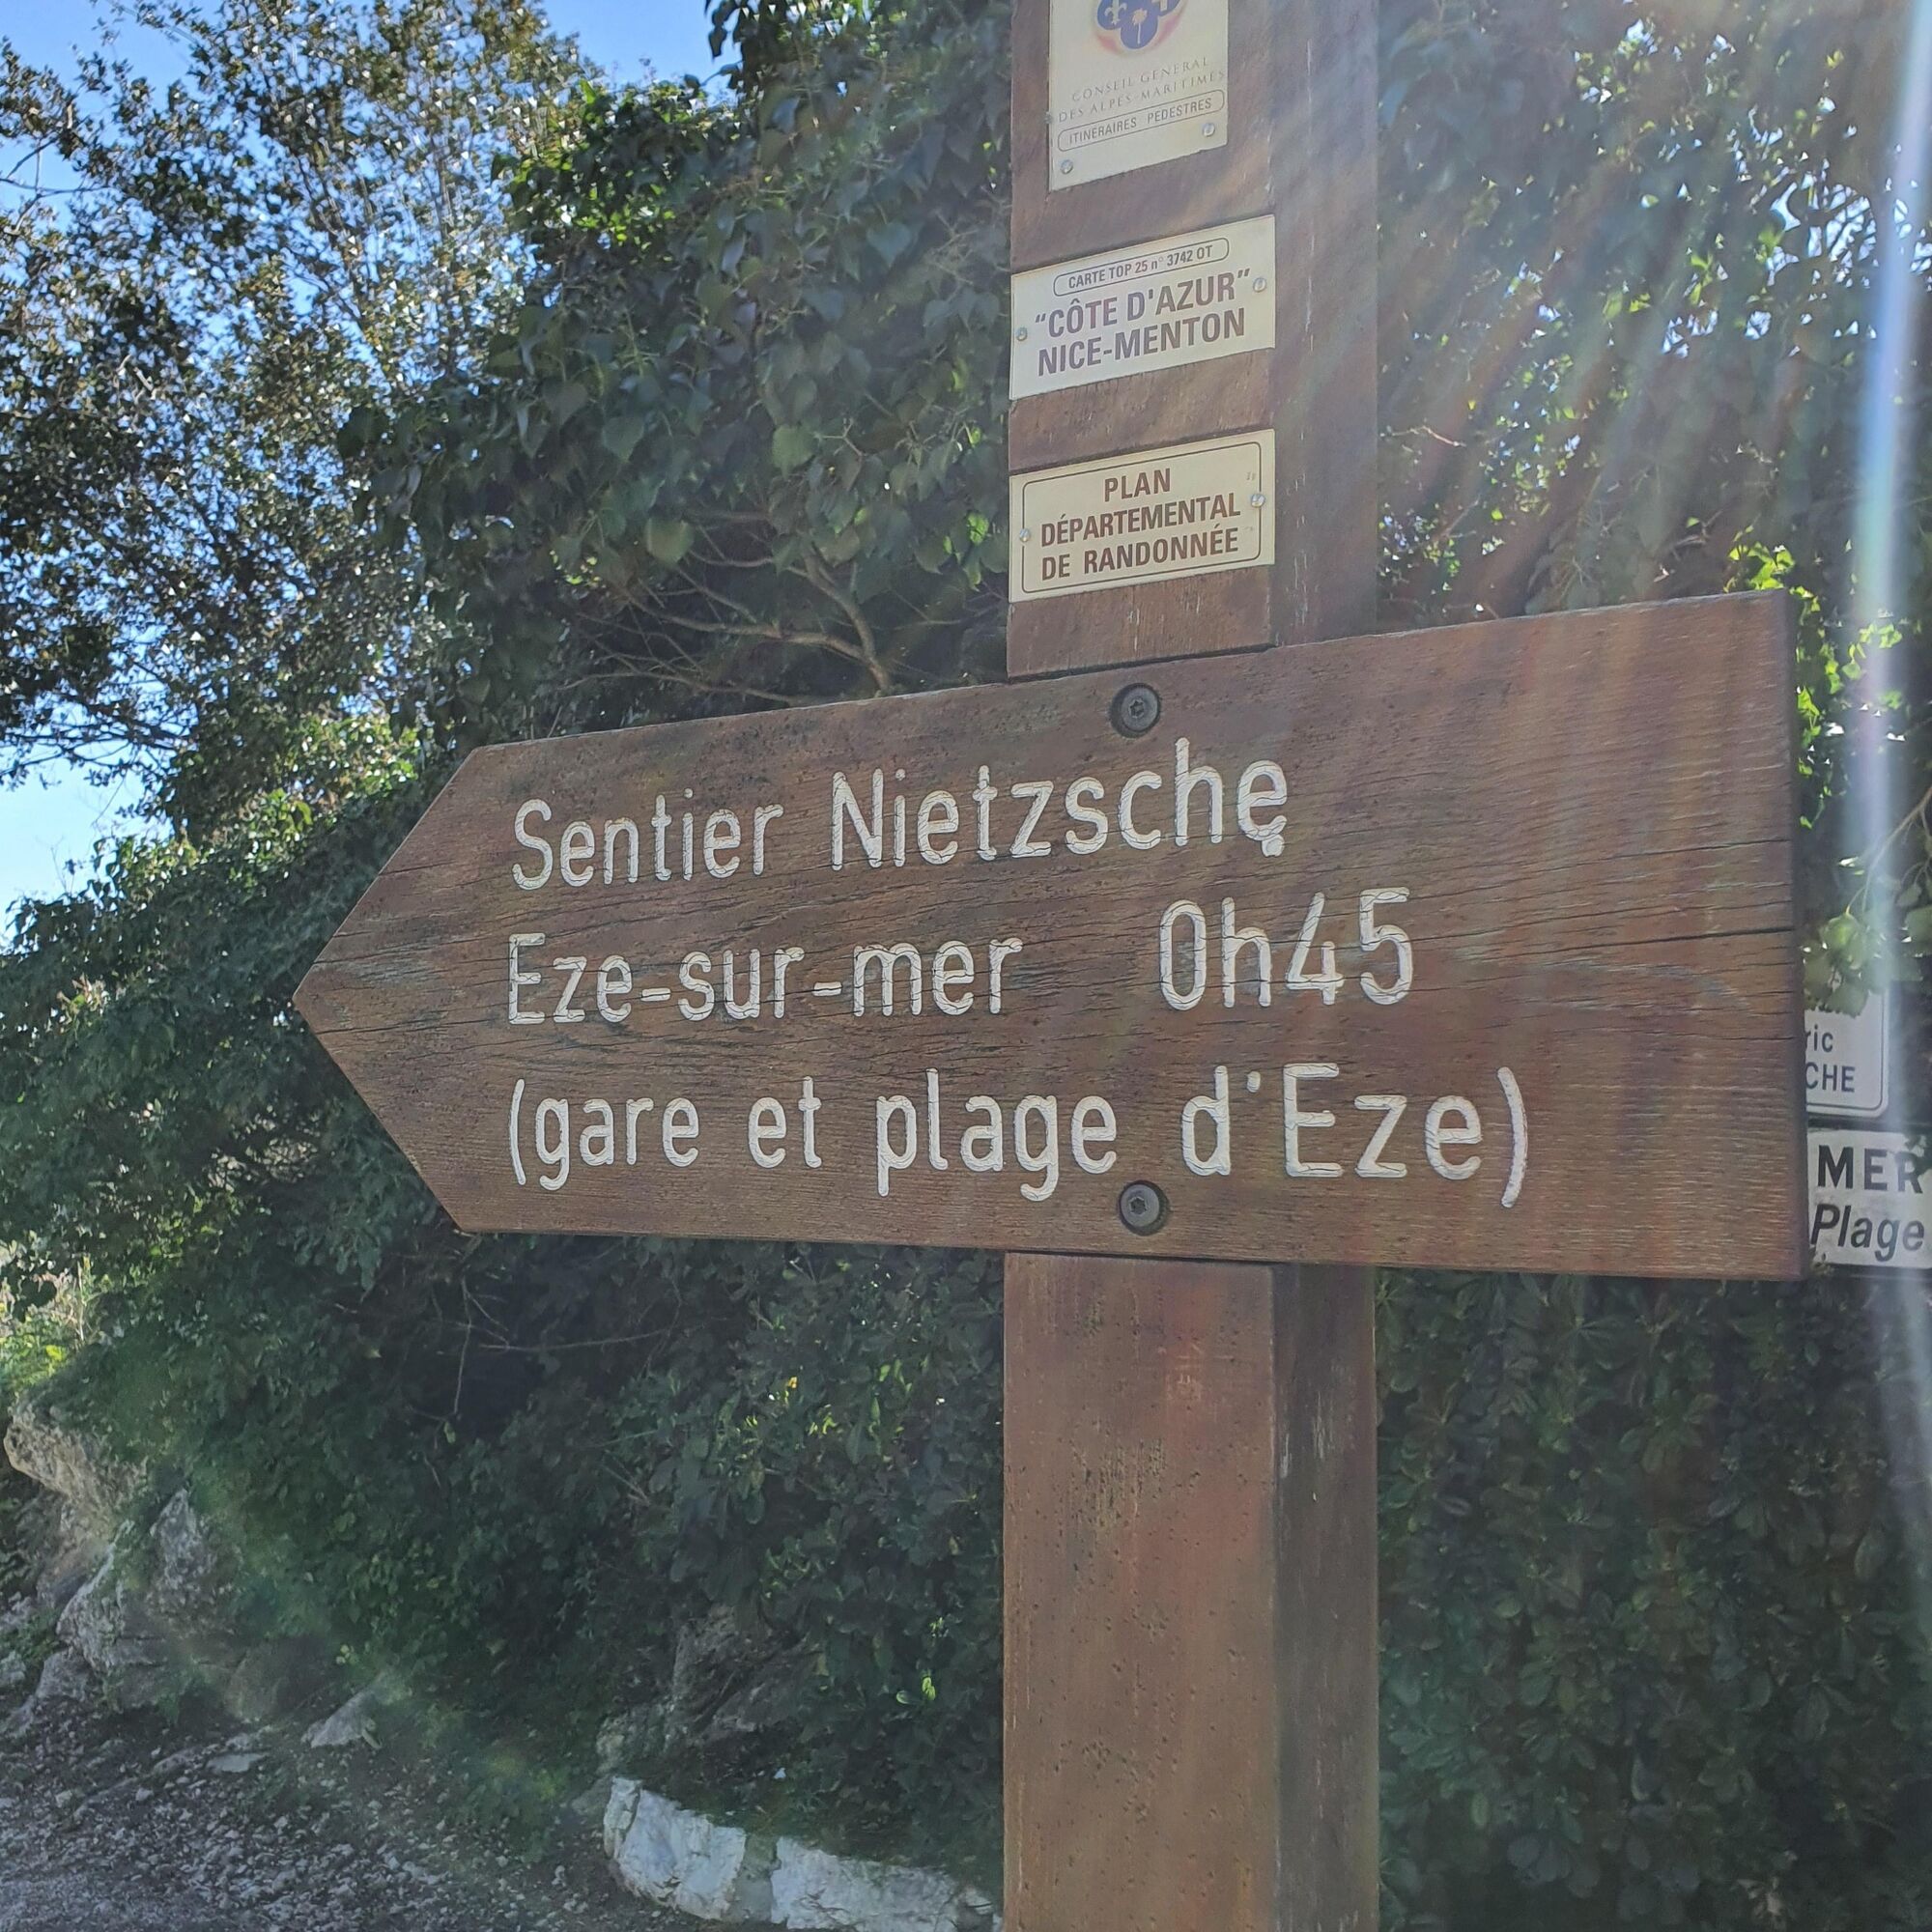 CONSEIL GENERAL
DES ALPES-MARITIMES
ITINERAIRES PEDESTRES
CARTE TOP 25 n° 3742 OT
"CÔTE D'AZUR"
NICE-MENTON
PLAN
DÉPARTEMENTAL
DE RANDONNÉE
Sentier Nietzsche
Eze-sur-mer 0h45
(gare et plage d'Eze)
MER
Plage